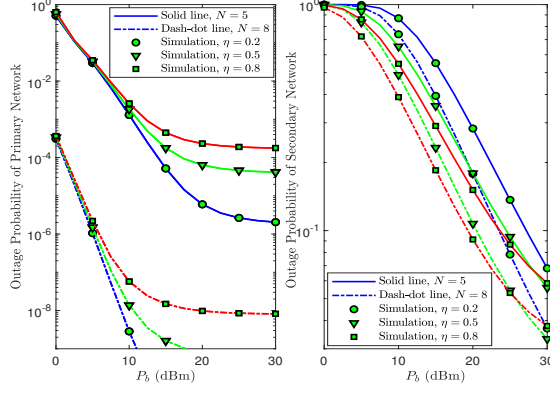 Outage Probability of Primary Network
10^0
10^-2
10^-4
10^-6
10^-8
Solid line, N = 5
Dash-dot line, N = 8
Simulation, η = 0.2
Simulation, η = 0.5
Simulation, η = 0.8
0
10
20
30
P_b (dBm)
Outage Probability of Secondary Network
10^0
10^-1
Solid line, N = 5
Dash-dot line, N = 8
Simulation, η = 0.2
Simulation, η = 0.5
Simulation, η = 0.8
0
10
20
30
P_b (dBm)